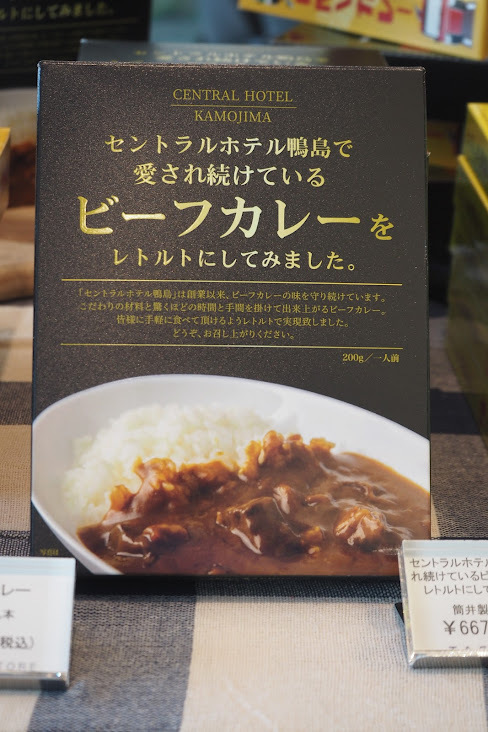 CENTRAL HOTEL
KAMOJIMA
セントラルホテル鴨島で
愛され続けている
ビーフカレーを
レトルトにしてみました。
「セントラルホテル鴨島」は創業以来、ビーフカレーの味を守り続けています。
こだわりの材料と驚くほどの時間と手間を掛けて出来上がるビーフカレー。
皆様に手軽に食べて頂けるようレトルトで実現致しました。
どうぞ、お召し上がりください。
200g/一人前
セントラルホテ
れ続けているビ
レトルトにして
筒井製
¥667
レー
本
税込)